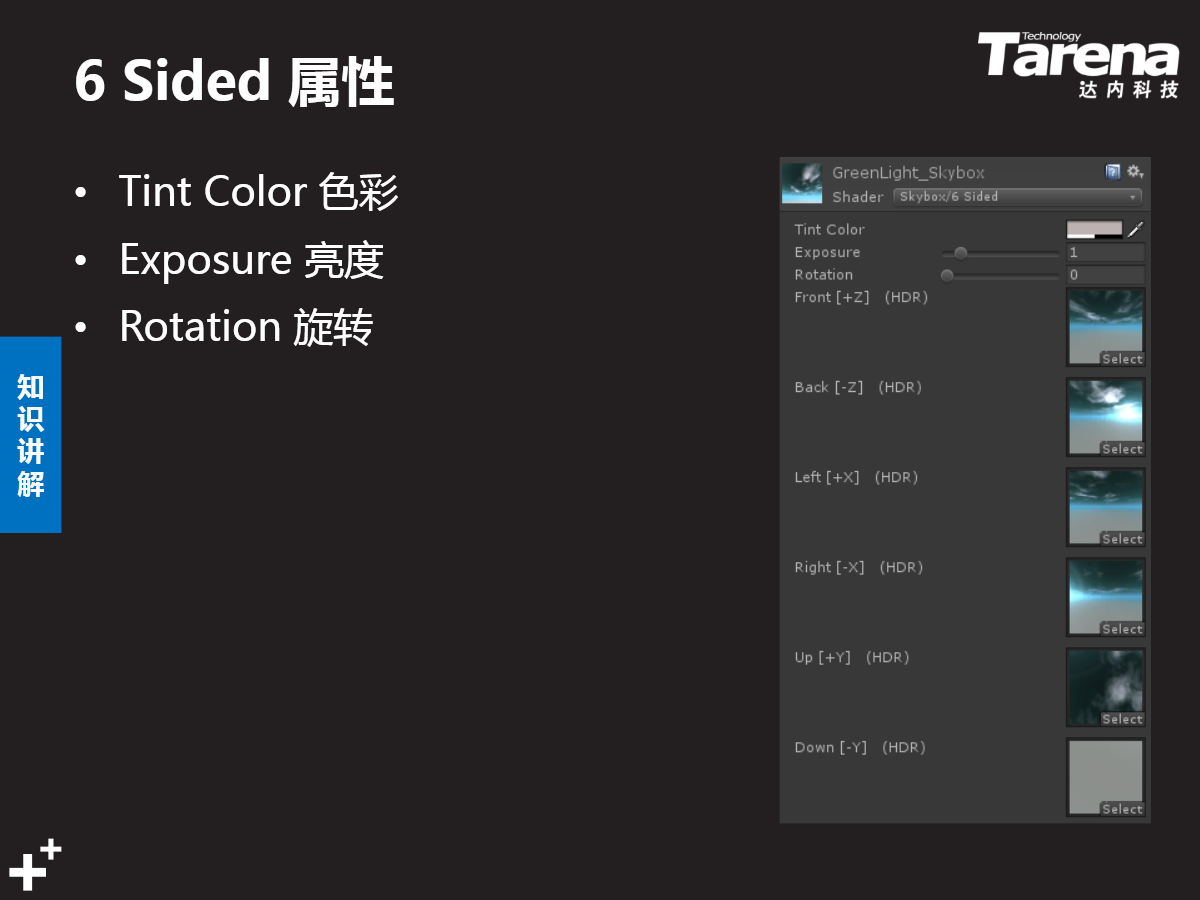 6 Sided 属性
Technology
Tarena
达内科技
• Tint Color 色彩
• Exposure 亮度
• Rotation 旋转
知
识
讲
解
GreenLight_Skybox
Shader Skybox/6 Sided
Tint Color
Exposure 1
Rotation 0
Front [+Z] (HDR)
Select
Back [-Z] (HDR)
Select
Left [+X] (HDR)
Select
Right [-X] (HDR)
Select
Up [+Y] (HDR)
Select
Down [-Y] (HDR)
Select